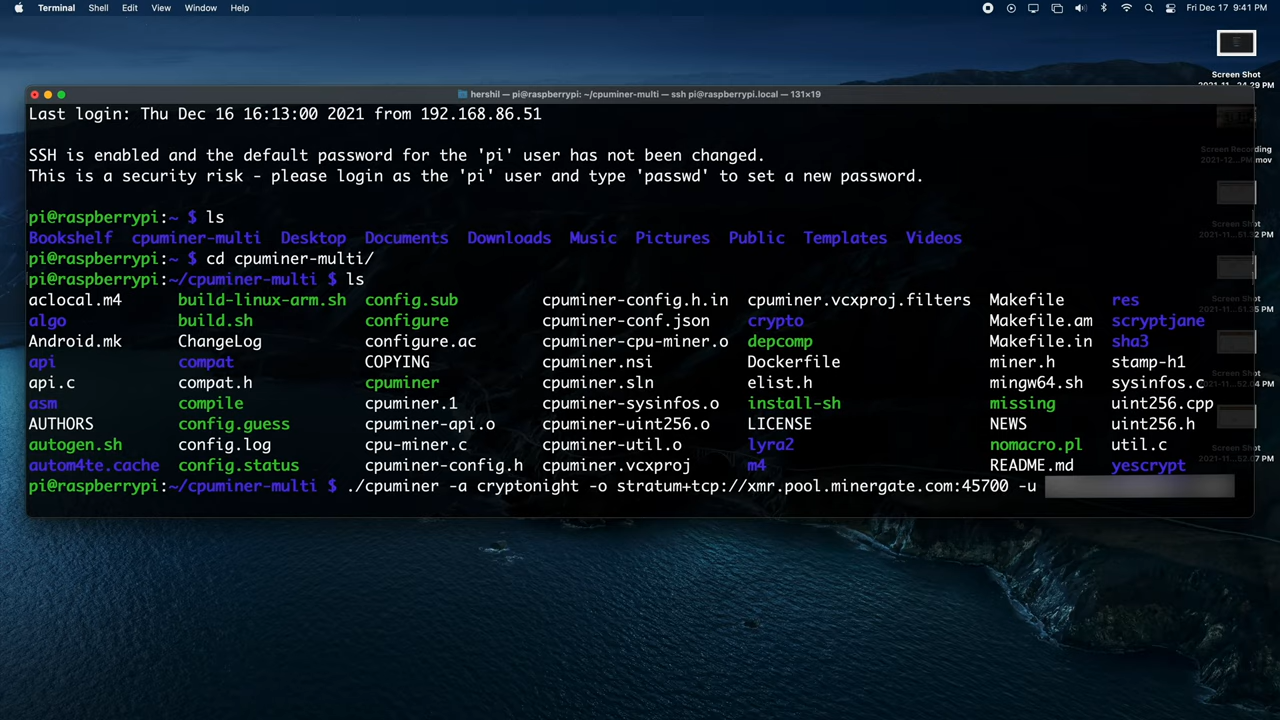 Terminal Shell Edit View Window Help Fri Dec 17 9:41 PM
Screen Shot
hershil — pi@raspberrypi: ~/cpuminer-multi — ssh pi@raspberrypi.local — 131×19
Last login: Thu Dec 16 16:13:00 2021 from 192.168.86.51
SSH is enabled and the default password for the 'pi' user has not been changed.
This is a security risk - please login as the 'pi' user and type 'passwd' to set a new password.
pi@raspberrypi:~ $ ls
Bookshelf cpuminer-multi Desktop Documents Downloads Music Pictures Public Templates Videos
pi@raspberrypi:~ $ cd cpuminer-multi/
pi@raspberrypi:~/cpuminer-multi $ ls
aclocal.m4 build-linux-arm.sh config.sub cpuminer-config.h.in cpuminer.vcxproj.filters Makefile res
algo build.sh configure cpuminer-conf.json crypto Makefile.am scryptjane
Android.mk ChangeLog configure.ac cpuminer-cpu-miner.o depcomp Makefile.in sha3
api compat COPYING cpuminer.nsi Dockerfile miner.h stamp-h1
api.c compat.h cpuminer cpuminer.sln elist.h mingw64.sh sysinfos.c
asm compile cpuminer.1 cpuminer-sysinfos.o install-sh missing uint256.cpp
AUTHORS config.guess cpuminer-api.o cpuminer-uint256.o LICENSE NEWS uint256.h
autogen.sh config.log cpu-miner.c cpuminer-util.o lyra2 nomacro.pl util.c
autom4te.cache config.status cpuminer-config.h cpuminer.vcxproj m4 README.md yescrypt
pi@raspberrypi:~/cpuminer-multi $ ./cpuminer -a cryptonight -o stratum+tcp://xmr.pool.minergate.com:45700 -u
Screen Recording
Screen Shot
Screen Shot
Screen Shot
Screen Shot